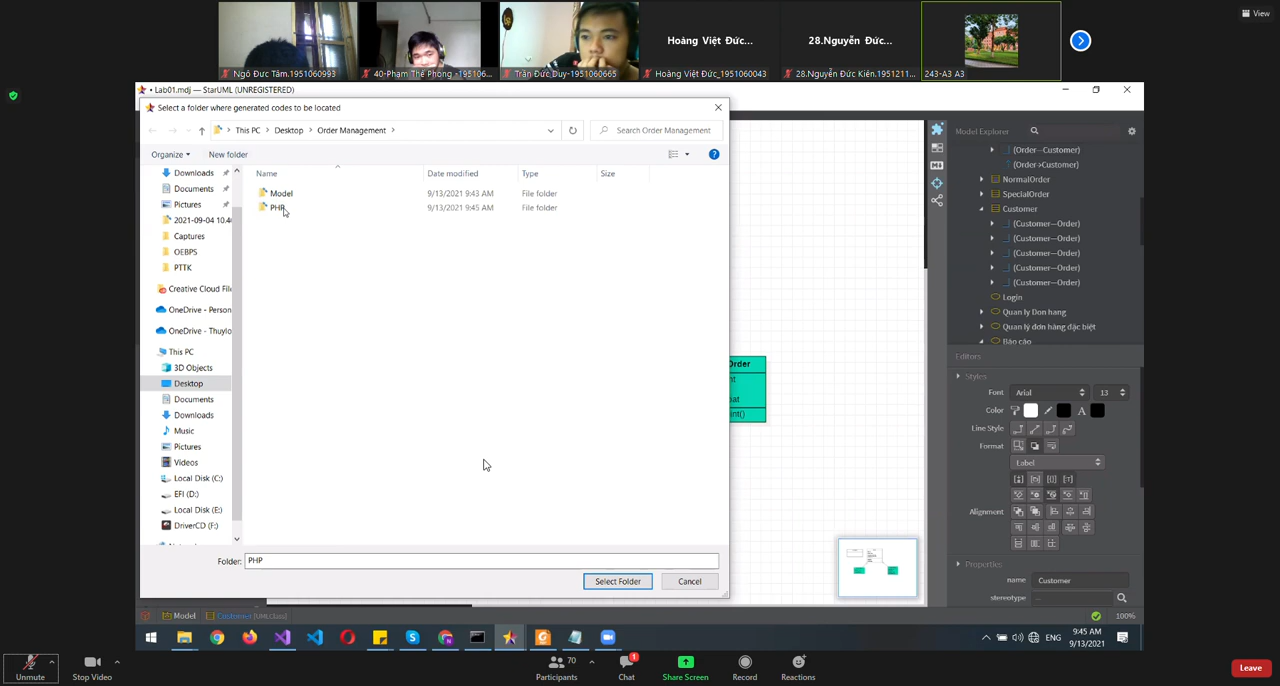 View
Hoàng Việt Đức...
28.Nguyễn Đức...
Ngô Đức Tâm.1951060993
40-Phạm Thế Phong -195106...
Trần Đức Duy-1951060665
Hoàng Việt Đức_1951060043
28.Nguyễn Đức Kiên.1951211...
243-A3 A3
• Lab01.mdj — StarUML (UNREGISTERED)
Select a folder where generated codes to be located
This PC > Desktop > Order Management >
Search Order Management
Organize
New folder
Name
Date modified
Type
Size
Model
9/13/2021 9:43 AM
File folder
PHP
9/13/2021 9:45 AM
File folder
Downloads
Documents
Pictures
2021-09-04 10.4
Captures
OEBPS
PTTK
Creative Cloud File
OneDrive - Person
OneDrive - Thuylo
This PC
3D Objects
Desktop
Documents
Downloads
Music
Pictures
Videos
Local Disk (C:)
EFI (D:)
Local Disk (E:)
DriverCD (F:)
Folder:
PHP
Select Folder
Cancel
Order
Model Explorer
(Order—Customer)
(Order→Customer)
NormalOrder
SpecialOrder
Customer
(Customer—Order)
(Customer—Order)
(Customer—Order)
(Customer—Order)
(Customer—Order)
Login
Quan ly Don hang
Quản lý đơn hàng đặc biệt
Báo cáo
Editors
Styles
Font
Arial
13
Color
A
Line Style
Format
Label
Alignment
Properties
name
Customer
stereotype
—
Model
Customer [UMLClass]
100%
ENG
9:45 AM
9/13/2021
Unmute
Stop Video
70
Participants
1
Chat
Share Screen
Record
Reactions
Leave